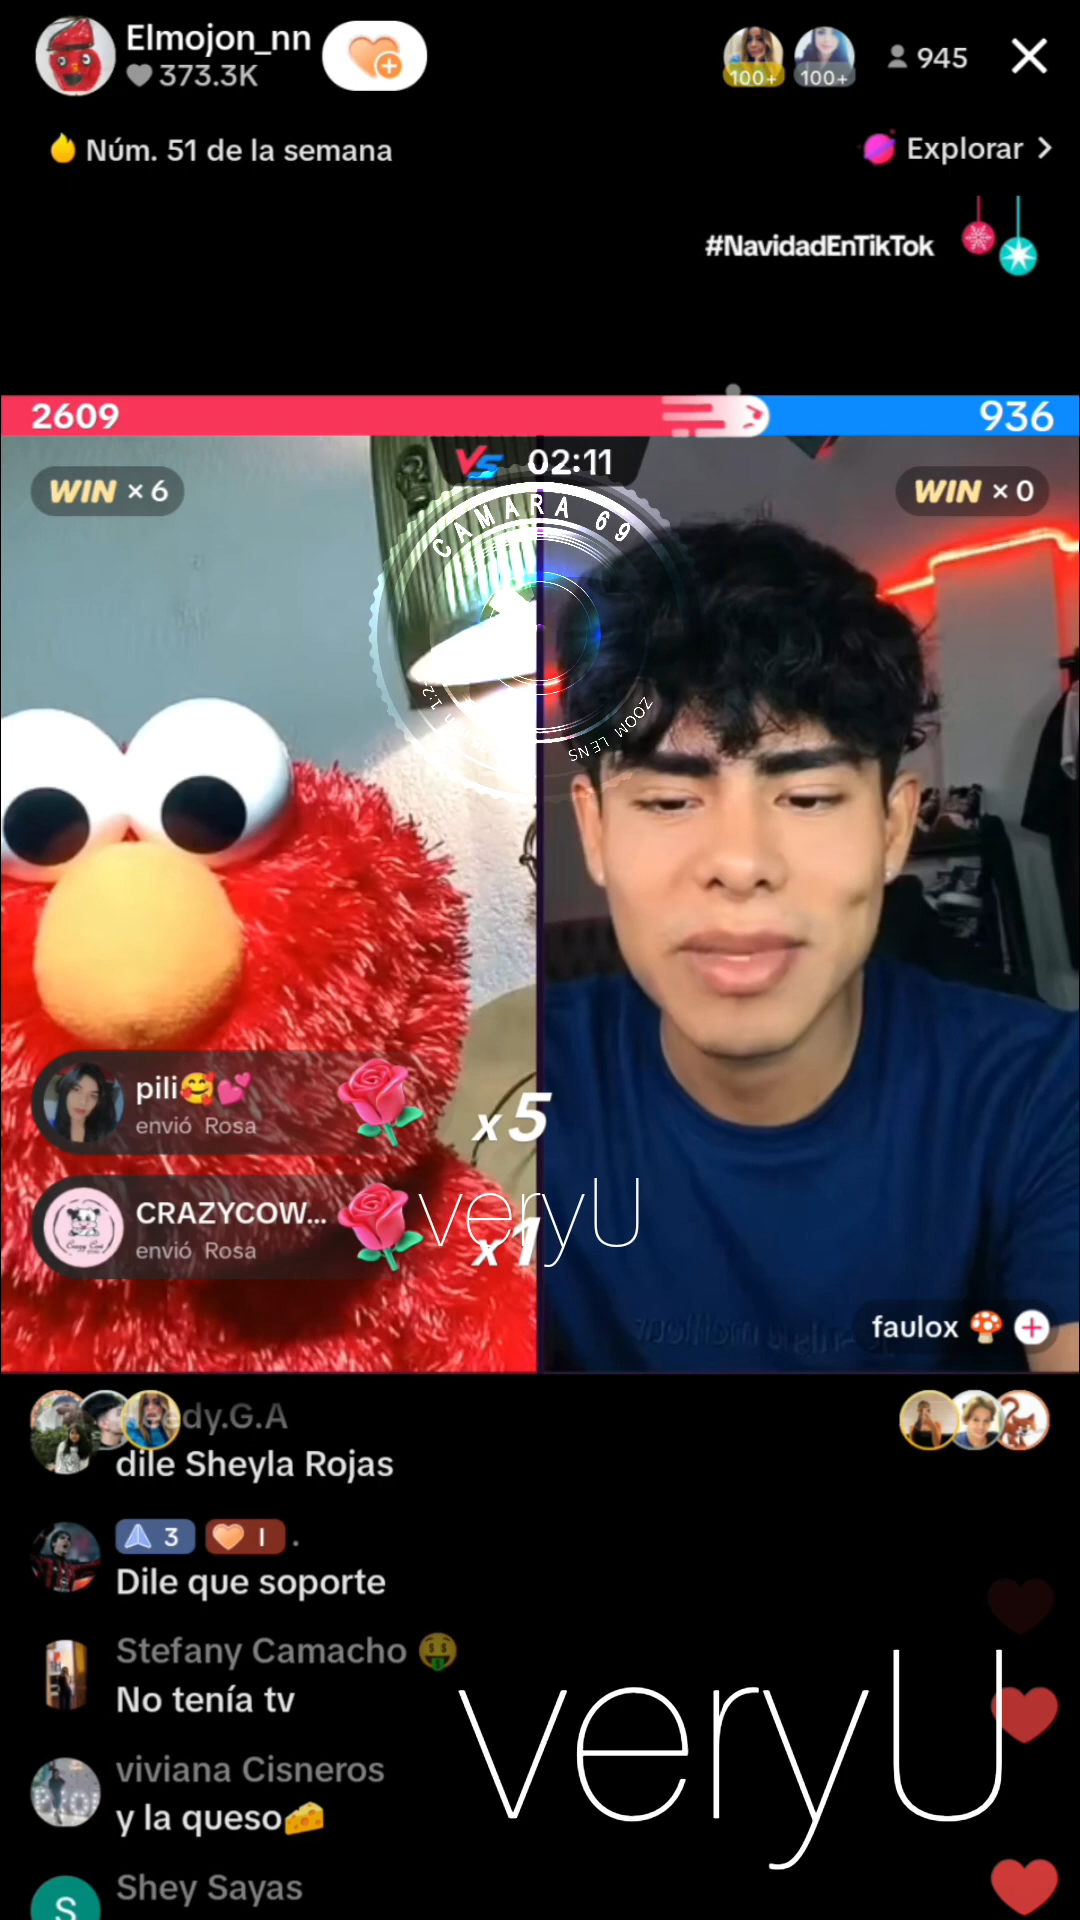 Elmojon_nn
373.3K
100+
100+
945
Núm. 51 de la semana
Explorar >
#NavidadEnTikTok
2609
936
VS 02:11
WIN × 6
WIN × 0
CAMARA 69
ZOOM LENS
pili🥰💕
envió Rosa
x5
CRAZYCOW...
envió Rosa
x1
veryU
faulox 🍄
edy.G.A
dile Sheyla Rojas
3 I .
Dile que soporte
Stefany Camacho 🤑
No tenía tv
veryU
viviana Cisneros
y la queso🧀
Shey Sayas
S